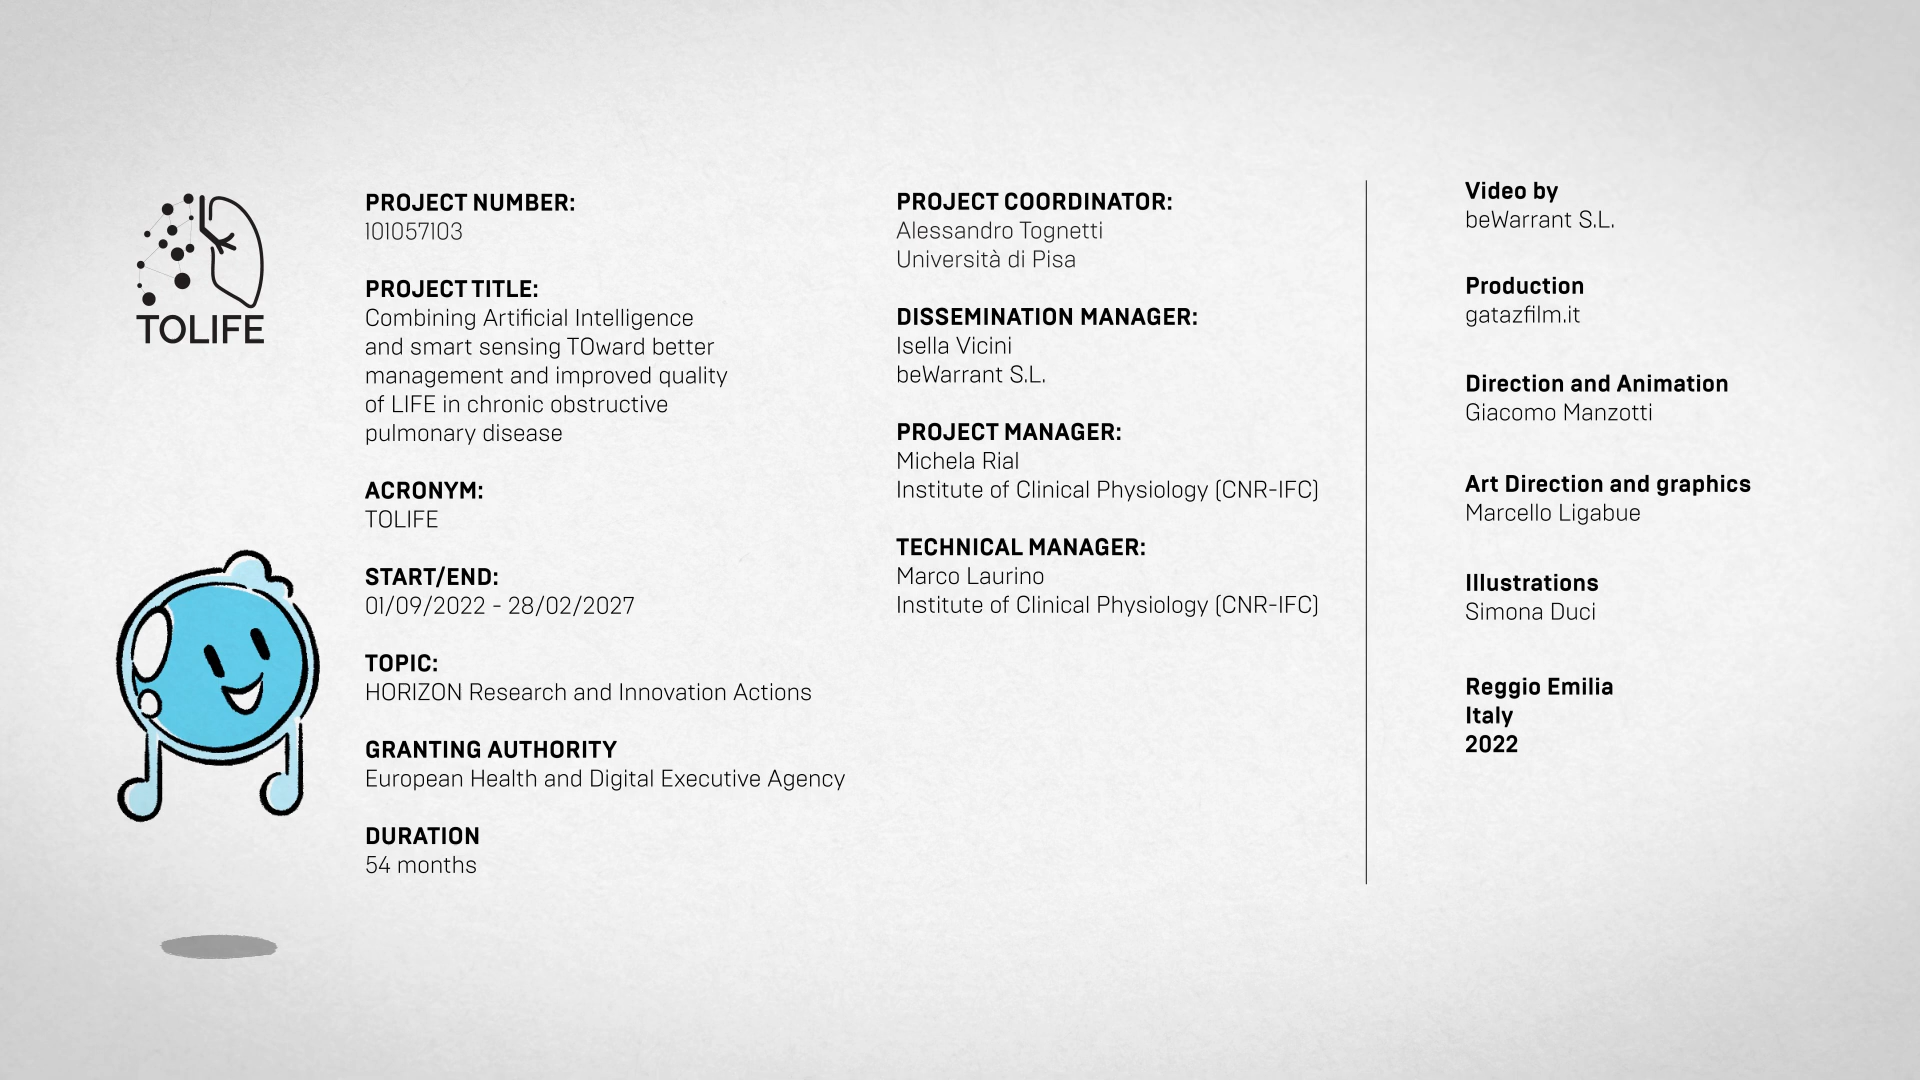 TOLIFE
PROJECT NUMBER:
101057103
PROJECT TITLE:
Combining Artificial Intelligence
and smart sensing TOward better
management and improved quality
of LIFE in chronic obstructive
pulmonary disease
ACRONYM:
TOLIFE
START/END:
01/09/2022 - 28/02/2027
TOPIC:
HORIZON Research and Innovation Actions
GRANTING AUTHORITY
European Health and Digital Executive Agency
DURATION
54 months
PROJECT COORDINATOR:
Alessandro Tognetti
Università di Pisa
DISSEMINATION MANAGER:
Isella Vicini
beWarrant S.L.
PROJECT MANAGER:
Michela Rial
Institute of Clinical Physiology (CNR-IFC)
TECHNICAL MANAGER:
Marco Laurino
Institute of Clinical Physiology (CNR-IFC)
Video by
beWarrant S.L.
Production
gatazfilm.it
Direction and Animation
Giacomo Manzotti
Art Direction and graphics
Marcello Ligabue
Illustrations
Simona Duci
Reggio Emilia
Italy
2022